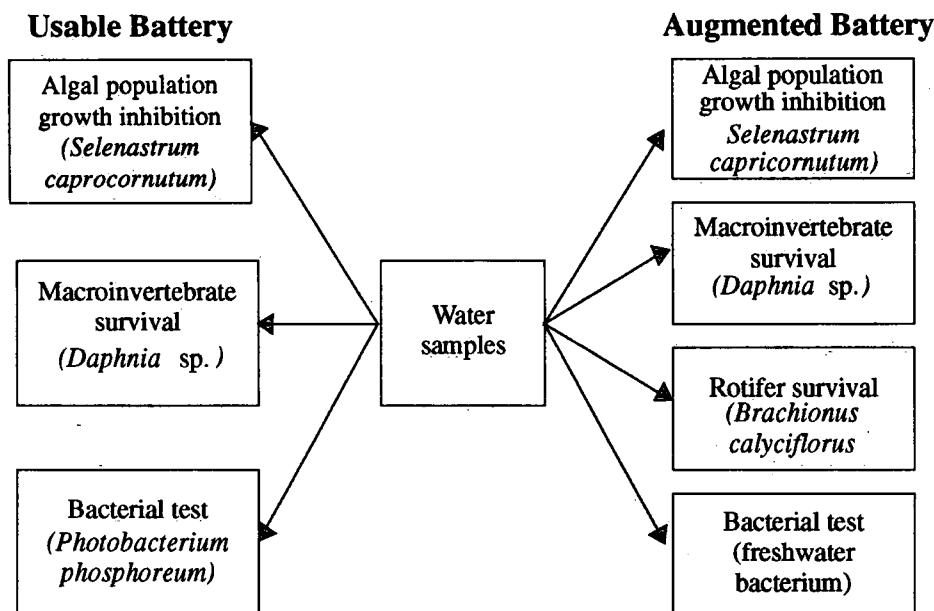 Usable Battery
Algal population
growth inhibition
(Selenastrum
caprocornutum)
Macroinvertebrate
survival
(Daphnia sp.)
Bacterial test
(Photobacterium
phosphoreum)
Water
samples
Augmented Battery
Algal population
growth inhibition
Selenastrum
capricornutum)
Macroinvertebrate
survival
(Daphnia sp.)
Rotifer survival
(Brachionus
calyciflorus
Bacterial test
(freshwater
bacterium)